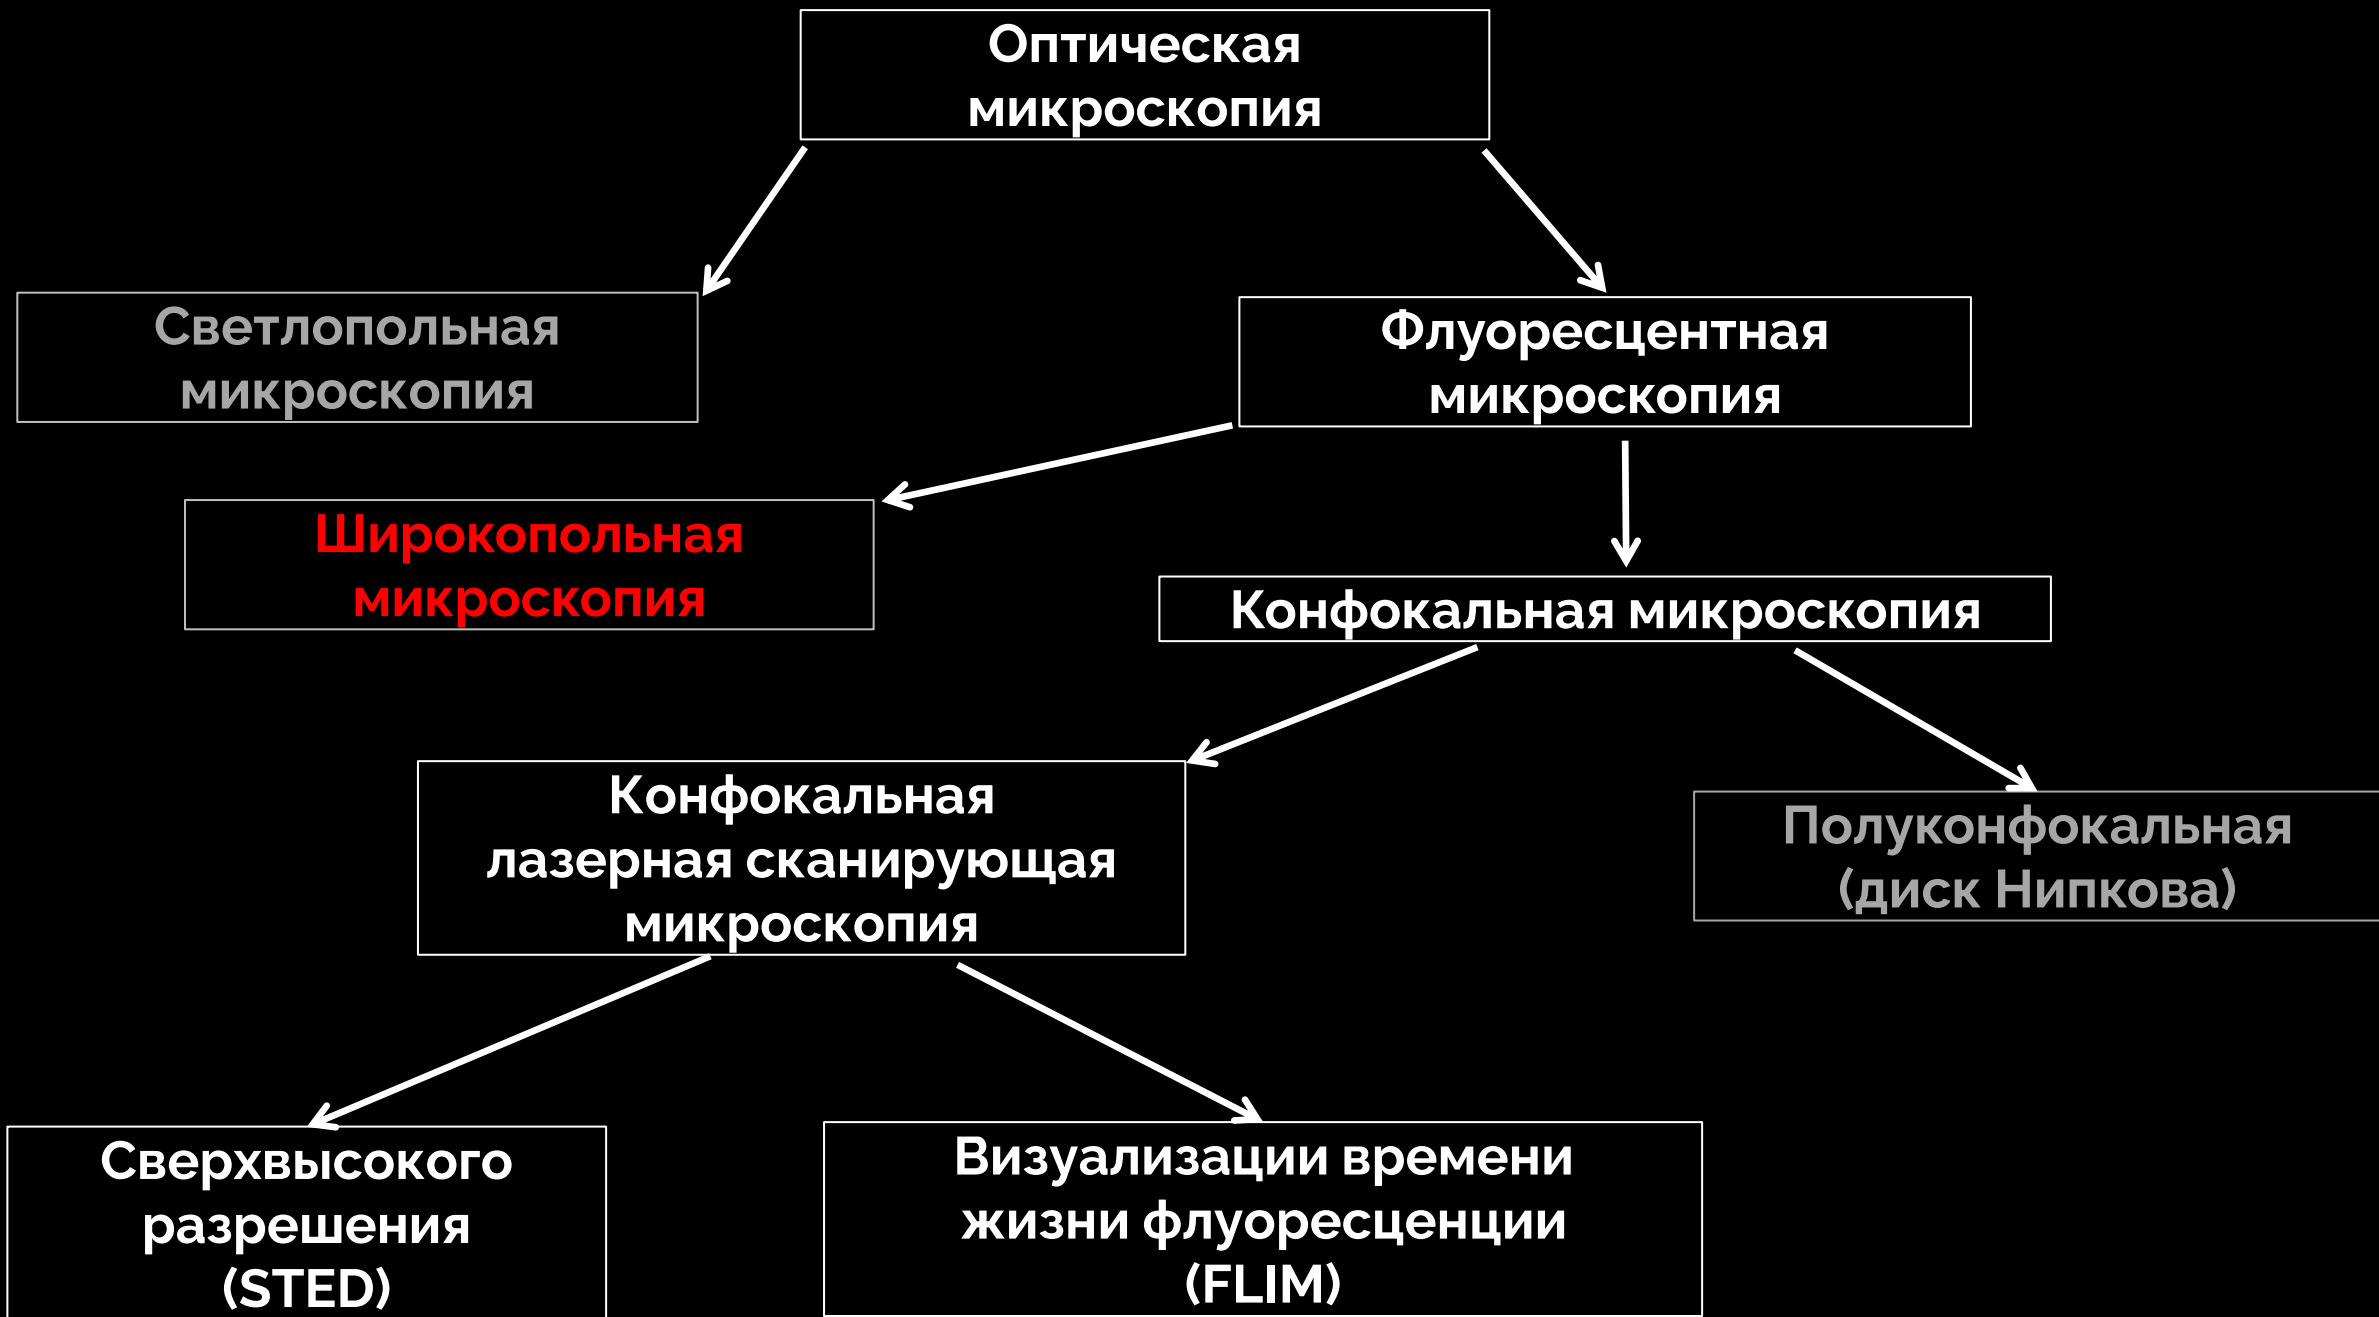 Оптическая
микроскопия
Светлопольная
микроскопия
Флуоресцентная
микроскопия
Широкопольная
микроскопия
Конфокальная микроскопия
Конфокальная
лазерная сканирующая
микроскопия
Полуконфокальная
(диск Нипкова)
Сверхвысокого
разрешения
(STED)
Визуализации времени
жизни флуоресценции
(FLIM)